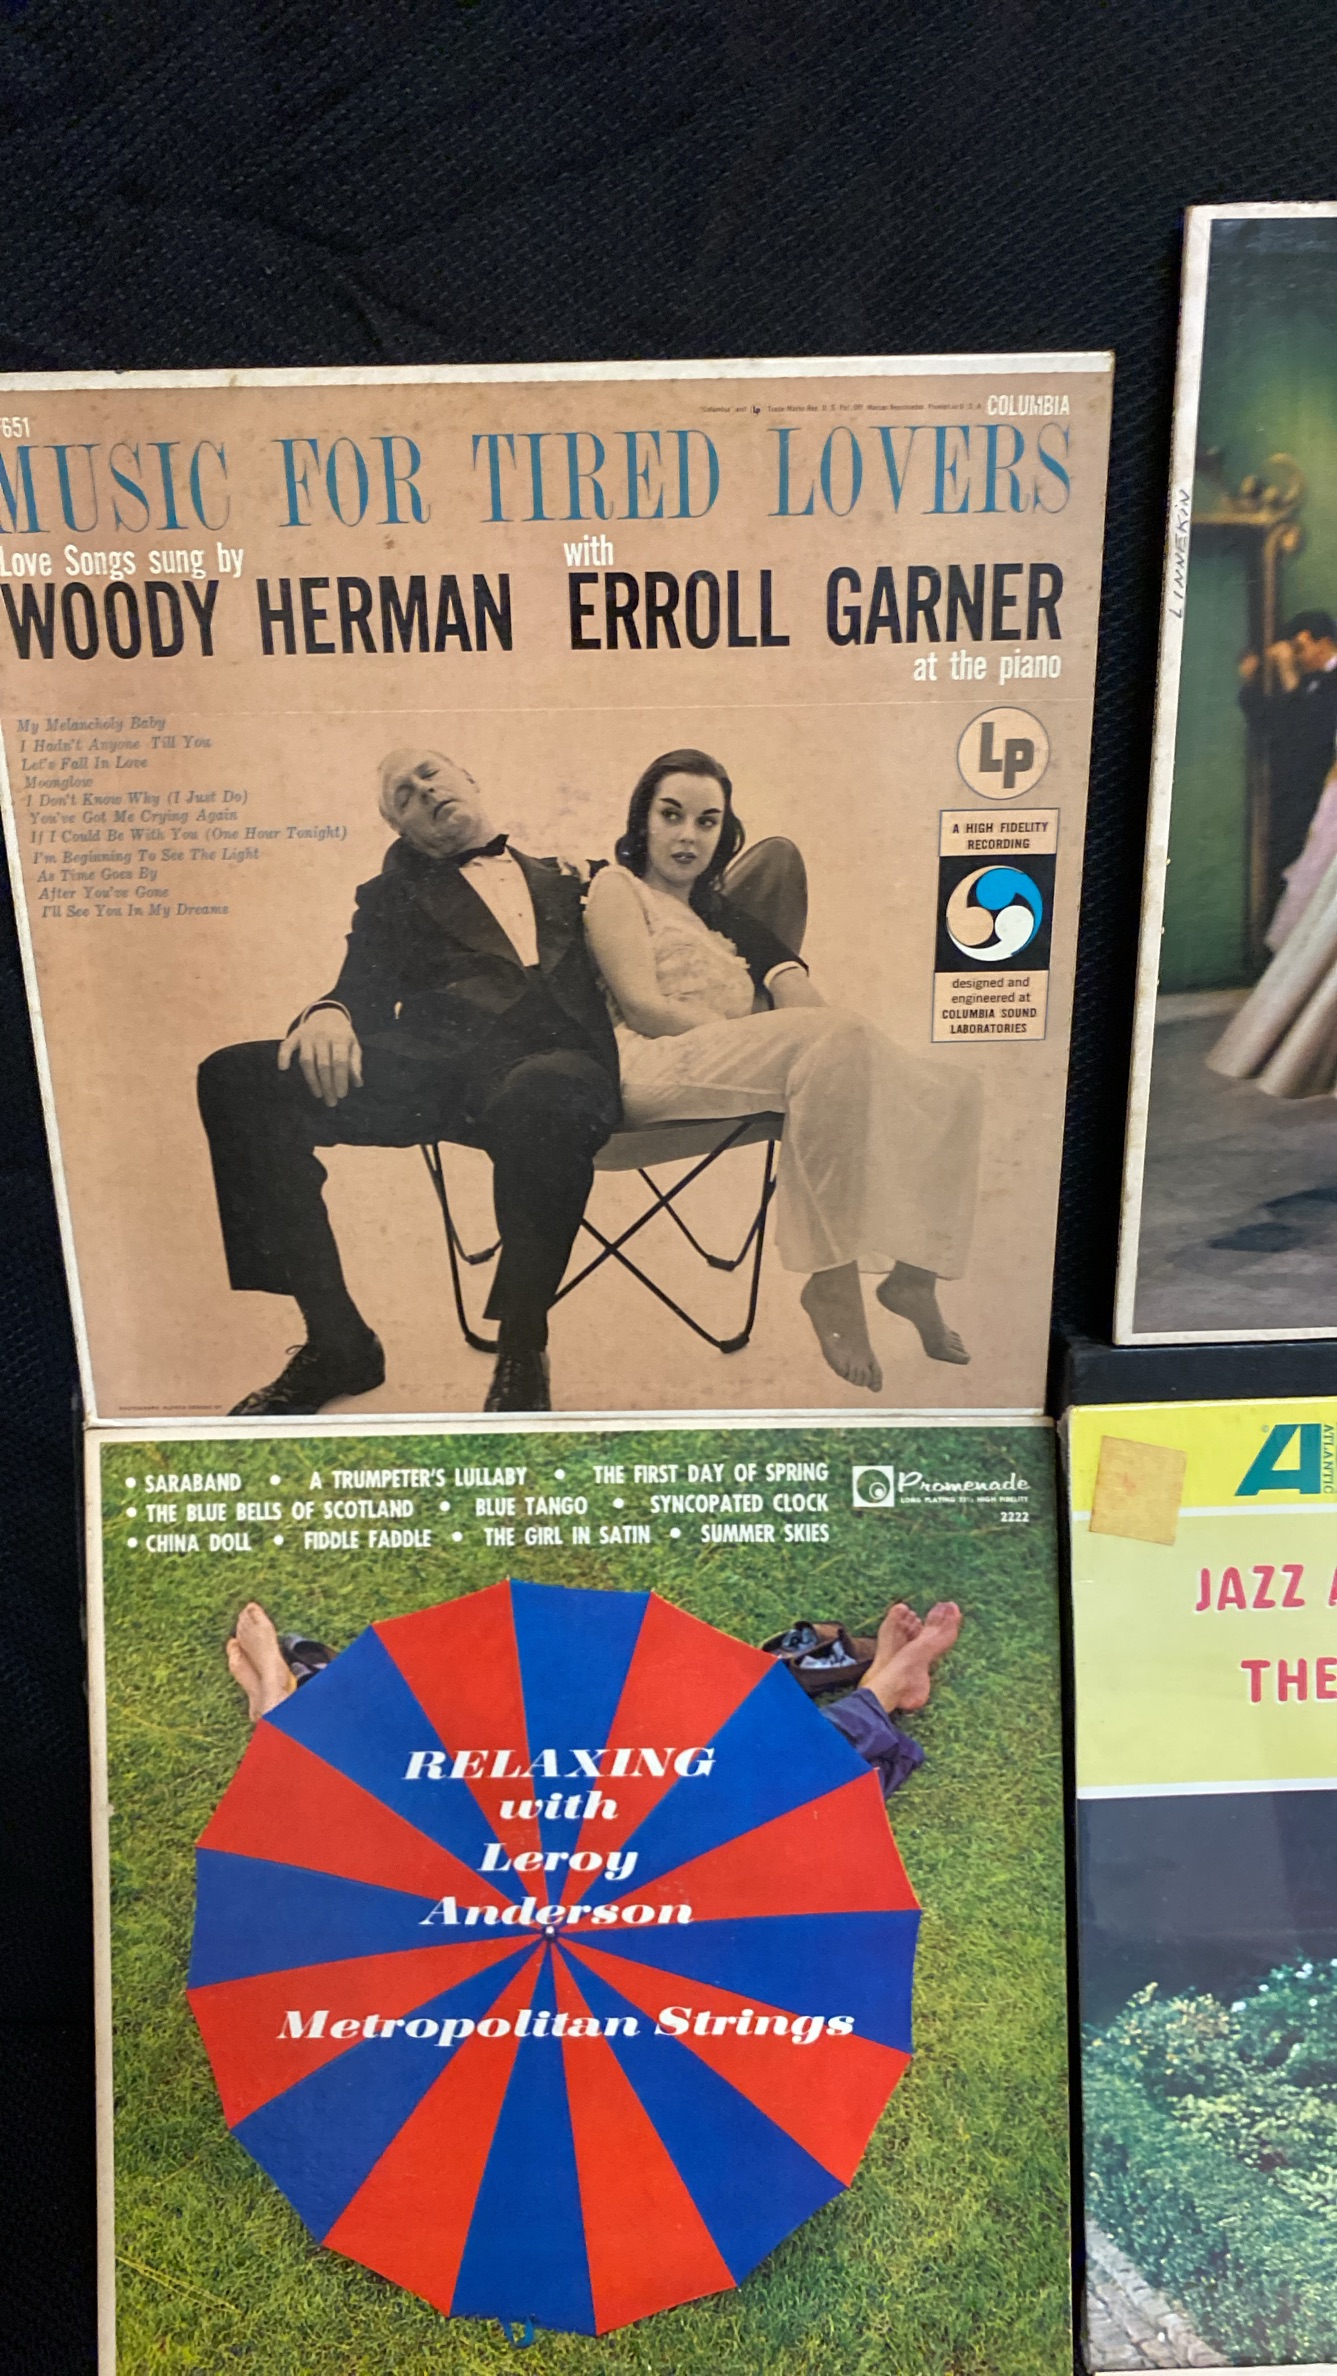 651
COLUMBIA
MUSIC FOR TIRED LOVERS
Love Songs sung by
WOODY HERMAN
with
ERROLL GARNER
at the piano
My Melancholy Baby
I Hadn't Anyone Till You
Let's Fall In Love
Moonglow
I Don't Know Why (I Just Do)
You've Got Me Crying Again
If I Could Be With You (One Hour Tonight)
I'm Beginning To See The Light
As Time Goes By
After You've Gone
I'll See You In My Dreams
Lp
A HIGH FIDELITY
RECORDING
designed and
engineered at
COLUMBIA SOUND
LABORATORIES
LINNEKIN
• SARABAND • A TRUMPETER'S LULLABY • THE FIRST DAY OF SPRING
• THE BLUE BELLS OF SCOTLAND • BLUE TANGO • SYNCOPATED CLOCK
• CHINA DOLL • FIDDLE FADDLE • THE GIRL IN SATIN • SUMMER SKIES
Promenade
LONG PLAYING 33⅓ HIGH FIDELITY
2222
RELAXING
with
Leroy
Anderson
Metropolitan Strings
A
ATLANTIC
JAZZ
THE